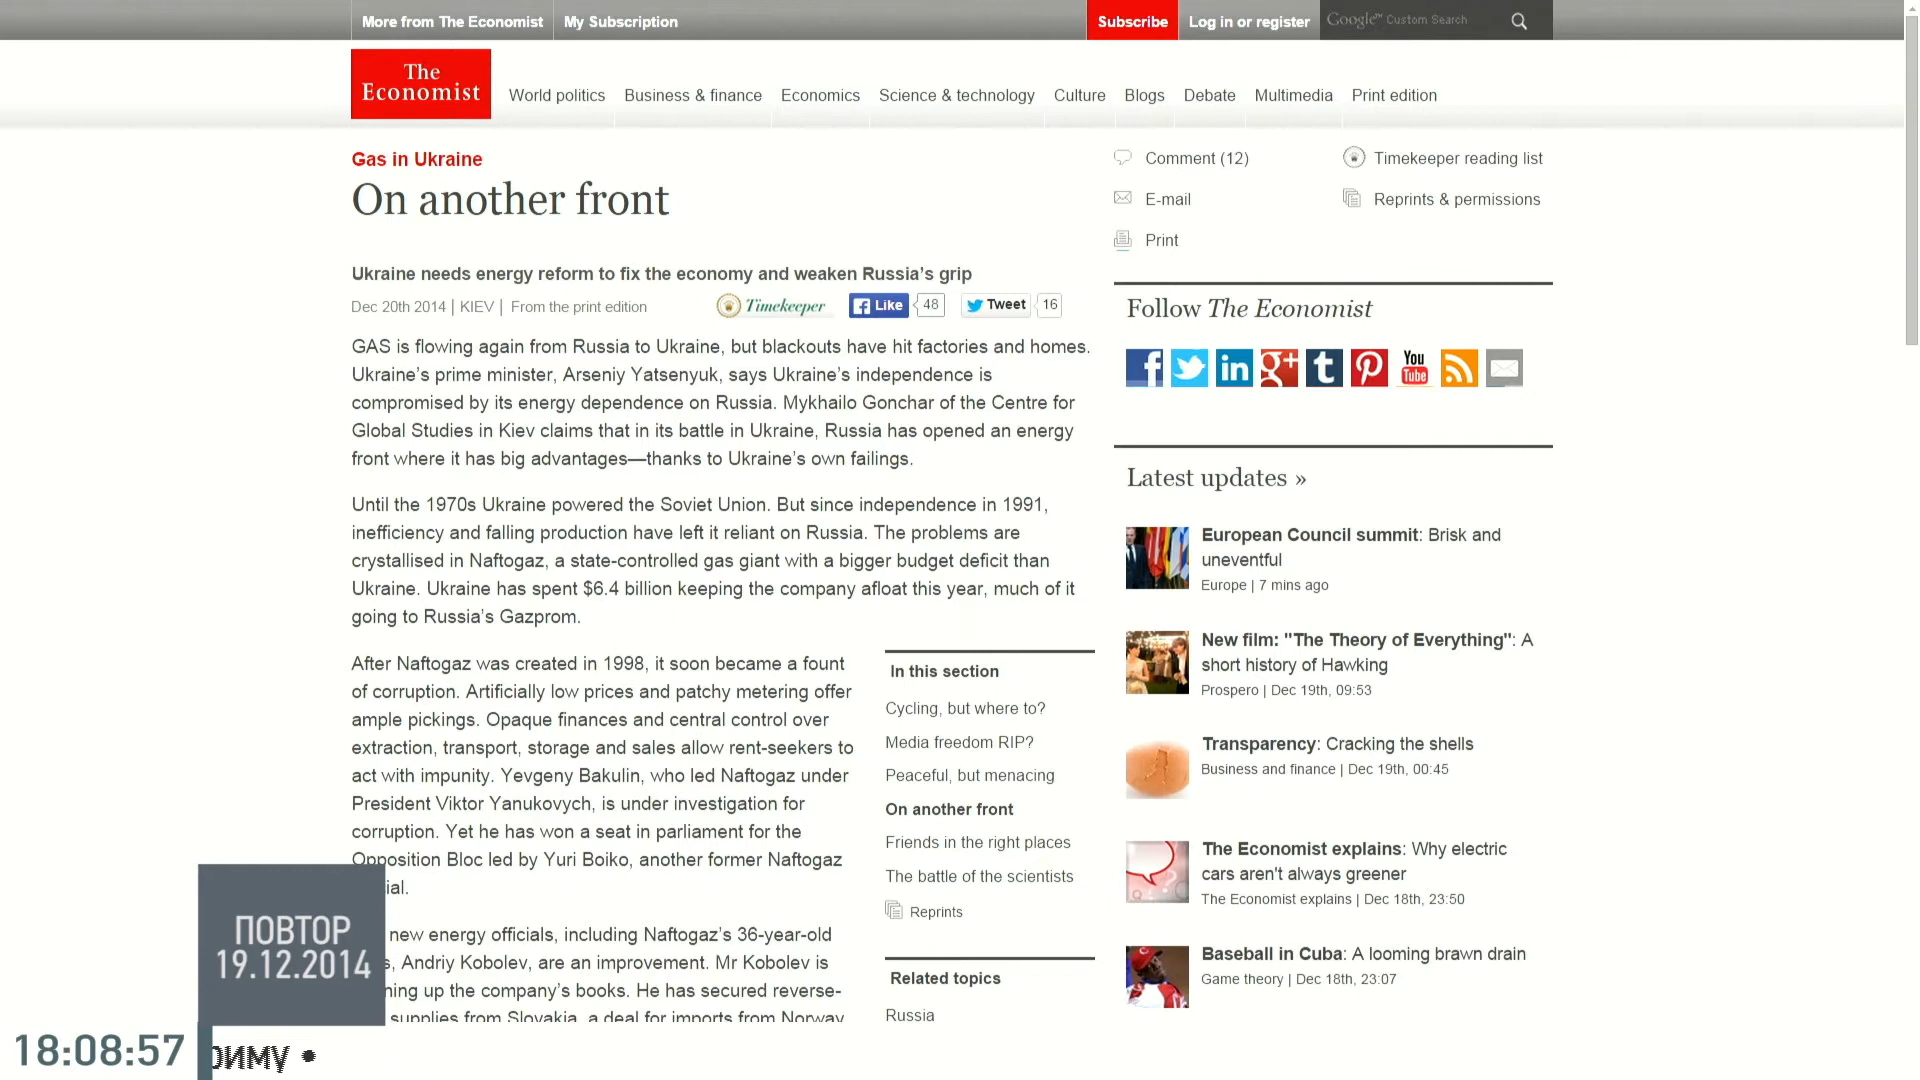 More from The Economist
My Subscription
Subscribe
Log in or register
Google™ Custom Search
The
Economist
World politics
Business & finance
Economics
Science & technology
Culture
Blogs
Debate
Multimedia
Print edition
Gas in Ukraine
On another front
Ukraine needs energy reform to fix the economy and weaken Russia's grip
Dec 20th 2014 | KIEV | From the print edition
Timekeeper
Like 48
Tweet 16
GAS is flowing again from Russia to Ukraine, but blackouts have hit factories and homes.
Ukraine's prime minister, Arseniy Yatsenyuk, says Ukraine's independence is
compromised by its energy dependence on Russia. Mykhailo Gonchar of the Centre for
Global Studies in Kiev claims that in its battle in Ukraine, Russia has opened an energy
front where it has big advantages—thanks to Ukraine's own failings.
Until the 1970s Ukraine powered the Soviet Union. But since independence in 1991,
inefficiency and falling production have left it reliant on Russia. The problems are
crystallised in Naftogaz, a state-controlled gas giant with a bigger budget deficit than
Ukraine. Ukraine has spent $6.4 billion keeping the company afloat this year, much of it
going to Russia's Gazprom.
After Naftogaz was created in 1998, it soon became a fount
of corruption. Artificially low prices and patchy metering offer
ample pickings. Opaque finances and central control over
extraction, transport, storage and sales allow rent-seekers to
act with impunity. Yevgeny Bakulin, who led Naftogaz under
President Viktor Yanukovych, is under investigation for
corruption. Yet he has won a seat in parliament for the
Opposition Bloc led by Yuri Boiko, another former Naftogaz
ial.
new energy officials, including Naftogaz's 36-year-old
s, Andriy Kobolev, are an improvement. Mr Kobolev is
ning up the company's books. He has secured reverse-
supplies from Slovakia, a deal for imports from Norway
In this section
Cycling, but where to?
Media freedom RIP?
Peaceful, but menacing
On another front
Friends in the right places
The battle of the scientists
Reprints
Related topics
Russia
Comment (12)
Timekeeper reading list
E-mail
Reprints & permissions
Print
Follow The Economist
You
Tube
Latest updates »
European Council summit: Brisk and
uneventful
Europe | 7 mins ago
New film: "The Theory of Everything": A
short history of Hawking
Prospero | Dec 19th, 09:53
Transparency: Cracking the shells
Business and finance | Dec 19th, 00:45
The Economist explains: Why electric
cars aren't always greener
The Economist explains | Dec 18th, 23:50
Baseball in Cuba: A looming brawn drain
Game theory | Dec 18th, 23:07
ПОВТОР
19.12.2014
18:08:57